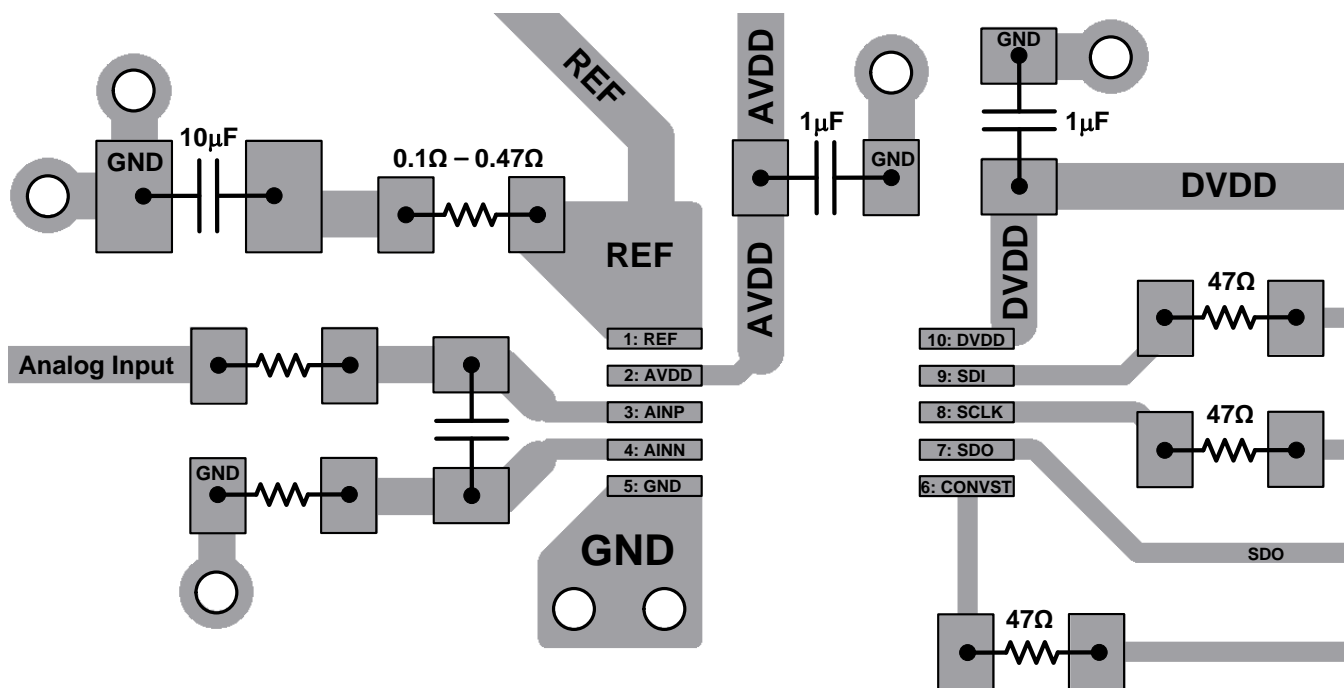 REF
AVDD
GND
10μF
GND
0.1Ω – 0.47Ω
1μF
GND
1μF
DVDD
REF
AVDD
DVDD
47Ω
1: REF
10: DVDD
Analog Input
2: AVDD
9: SDI
3: AINP
8: SCLK
47Ω
4: AINN
7: SDO
GND
5: GND
6: CONVST
GND
SDO
47Ω